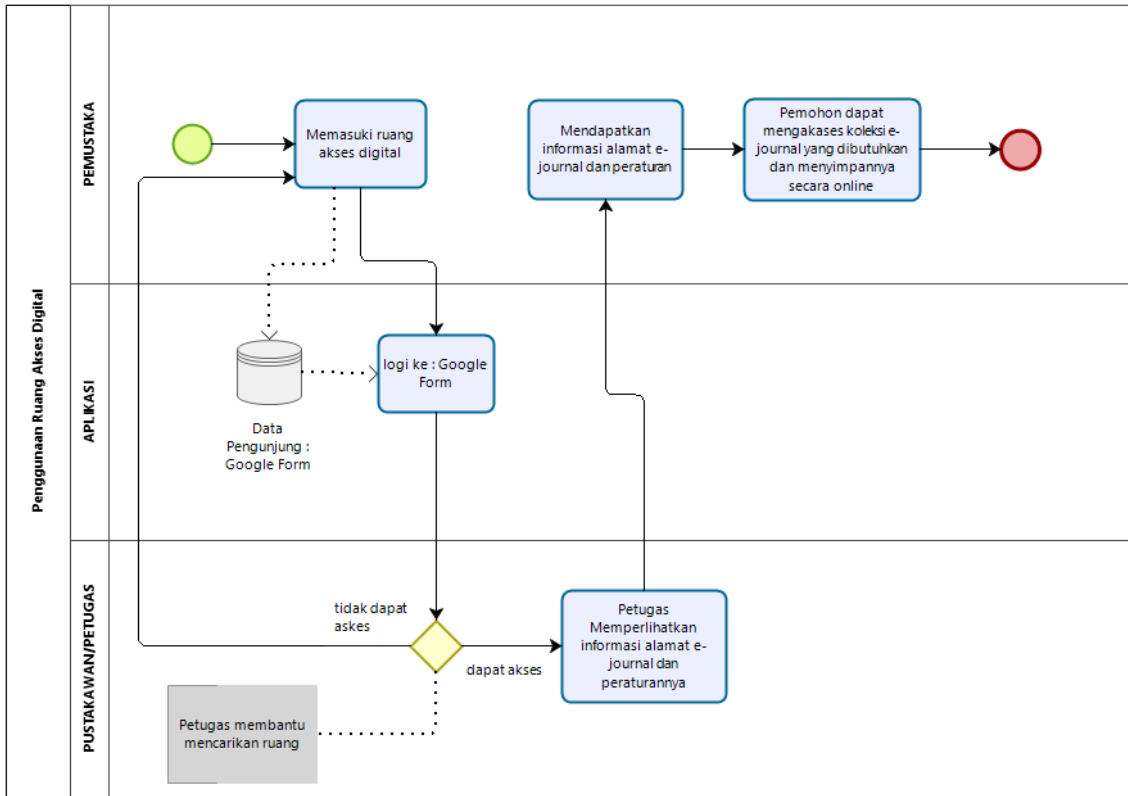 Penggunaan Ruang Akses Digital
PEMUSTAKA
Memasuki ruang
akses digital
Mendapatkan
informasi alamat e-
journal dan peraturan
Pemohon dapat
mengakases koleksi e-
journal yang dibutuhkan
dan menyimpannya
secara online
APLIKASI
logi ke : Google
Form
Data
Pengunjung :
Google Form
PUSTAKAWAN/PETUGAS
tidak dapat
askes
dapat akses
Petugas
Memperlihatkan
informasi alamat e-
journal dan
peraturannya
Petugas membantu
mencarikan ruang